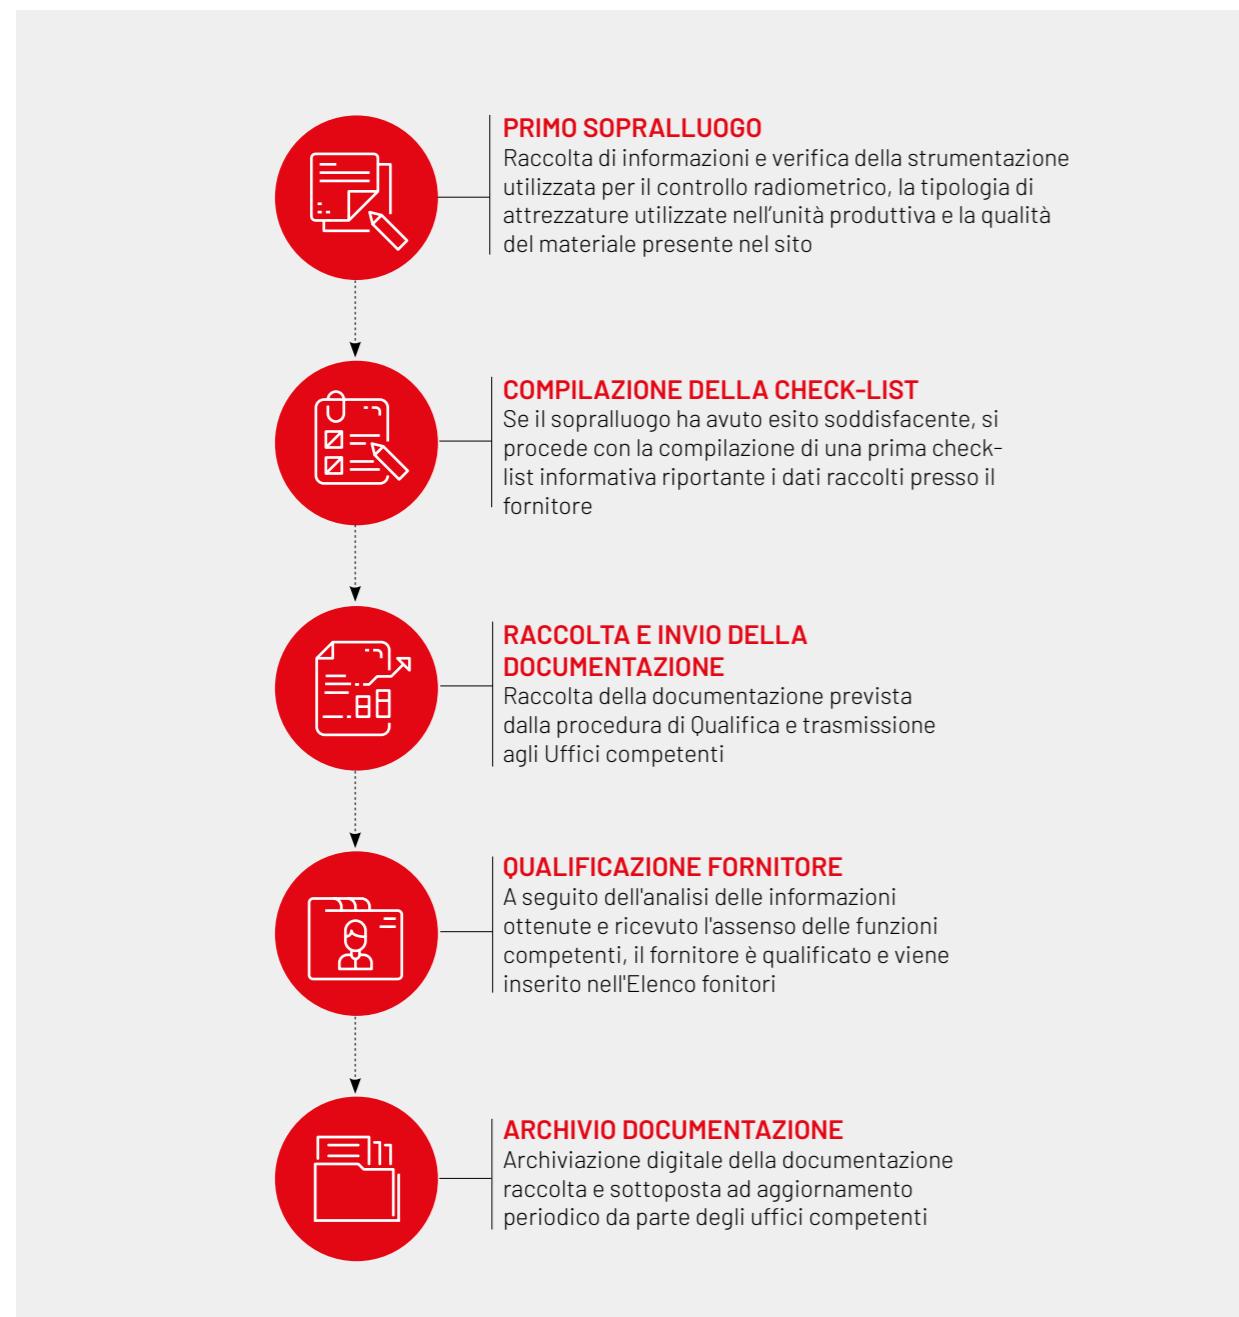 PRIMO SOPRALLUOGO
Raccolta di informazioni e verifica della strumentazione
utilizzata per il controllo radiometrico, la tipologia di
attrezzature utilizzate nell’unità produttiva e la qualità
del materiale presente nel sito
COMPILAZIONE DELLA CHECK-LIST
Se il sopralluogo ha avuto esito soddisfacente, si
procede con la compilazione di una prima check-
list informativa riportante i dati raccolti presso il
fornitore
RACCOLTA E INVIO DELLA
DOCUMENTAZIONE
Raccolta della documentazione prevista
dalla procedura di Qualifica e trasmissione
agli Uffici competenti
QUALIFICAZIONE FORNITORE
A seguito dell'analisi delle informazioni
ottenute e ricevuto l'assenso delle funzioni
competenti, il fornitore è qualificato e viene
inserito nell'Elenco fonitori
ARCHIVIO DOCUMENTAZIONE
Archiviazione digitale della documentazione
raccolta e sottoposta ad aggiornamento
periodico da parte degli uffici competenti